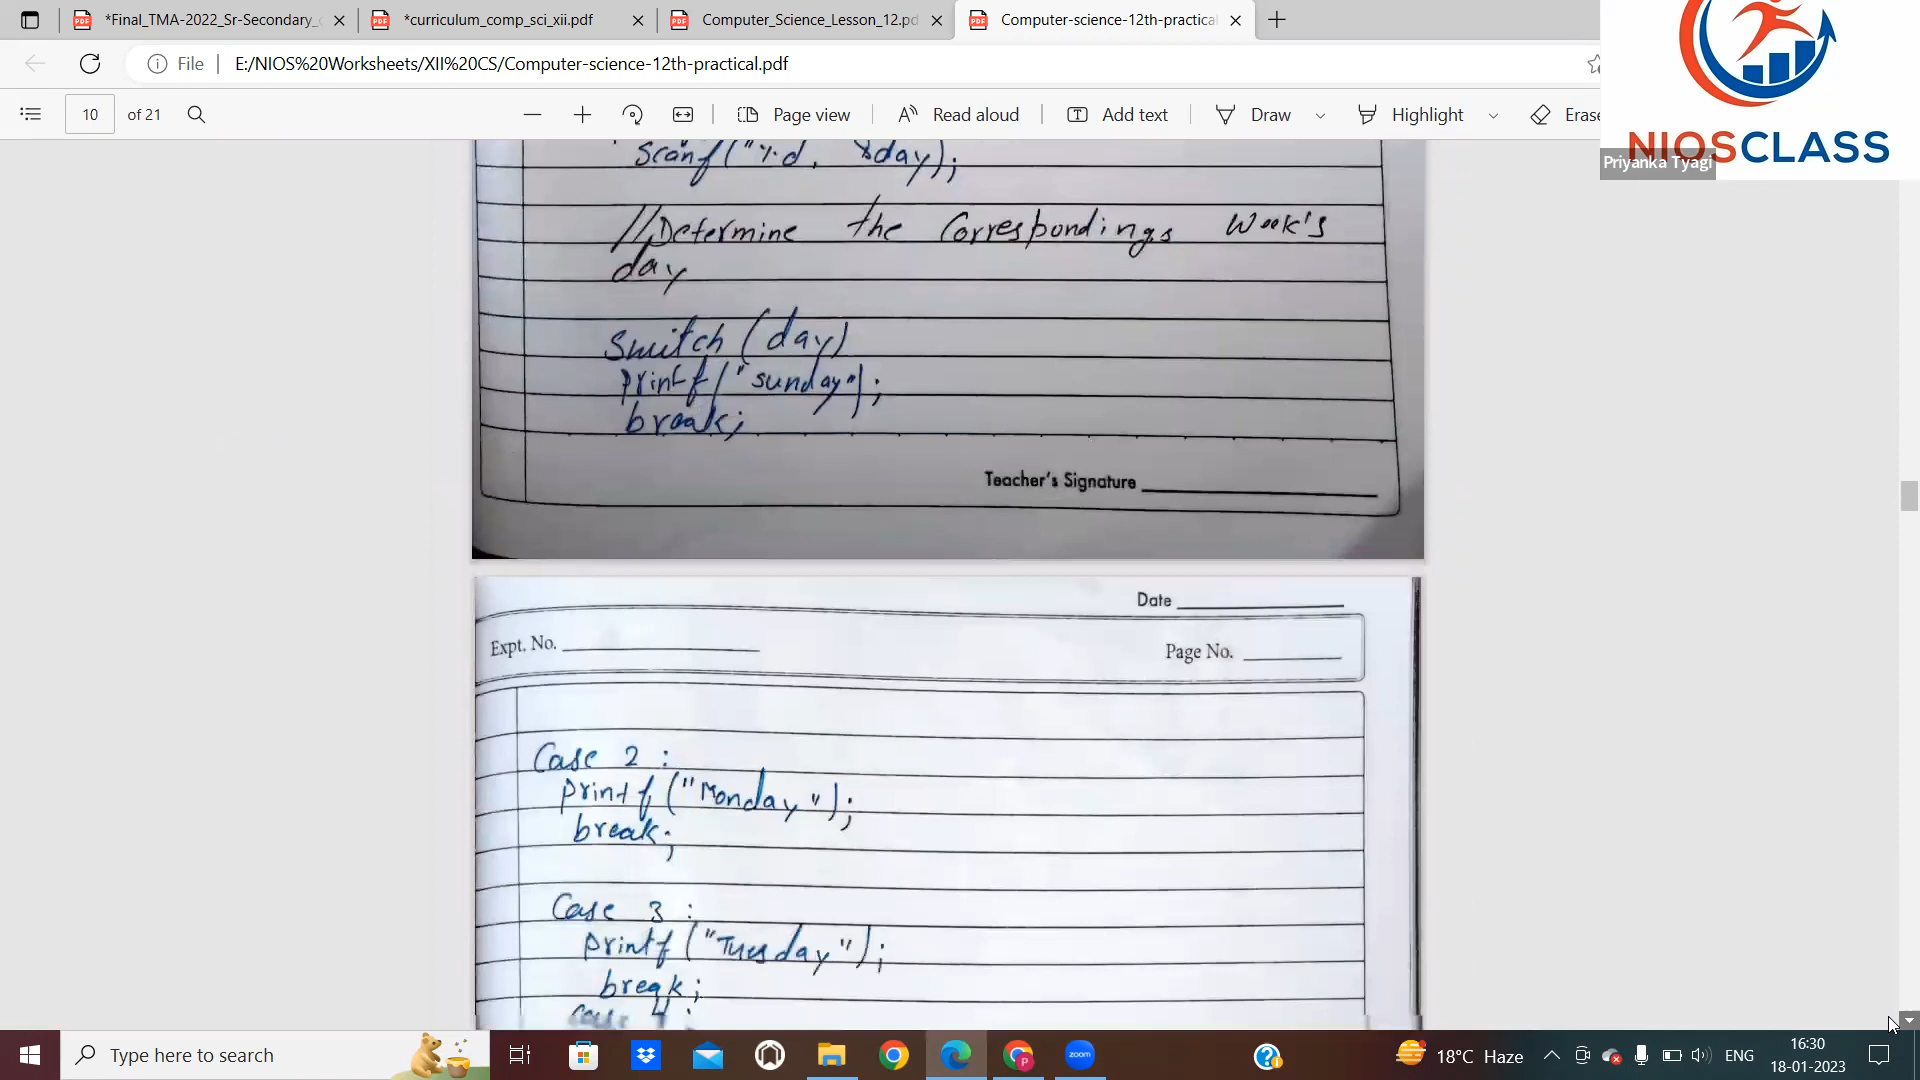 *Final_TMA-2022_Sr-Secondary_
*curriculum_comp_sci_xii.pdf
Computer_Science_Lesson_12.pd
Computer-science-12th-practical
File
E:/NIOS%20Worksheets/XII%20CS/Computer-science-12th-practical.pdf
10 of 21
Page view
Read aloud
Add text
Draw
Highlight
Erase
NIOSCLASS
Priyanka Tyagi
Scanf("%d, &day);
//Determine the Correspondings Week's
day
Switch (day)
printf("sunday");
break;
Teacher's Signature
Date
Expt. No.
Page No.
Case 2 :
printf ("Monday");
break;
Case 3 :
printf ("Tuesday");
break;
Case 4 :
Type here to search
zoom
18°C Haze
ENG
16:30
18-01-2023